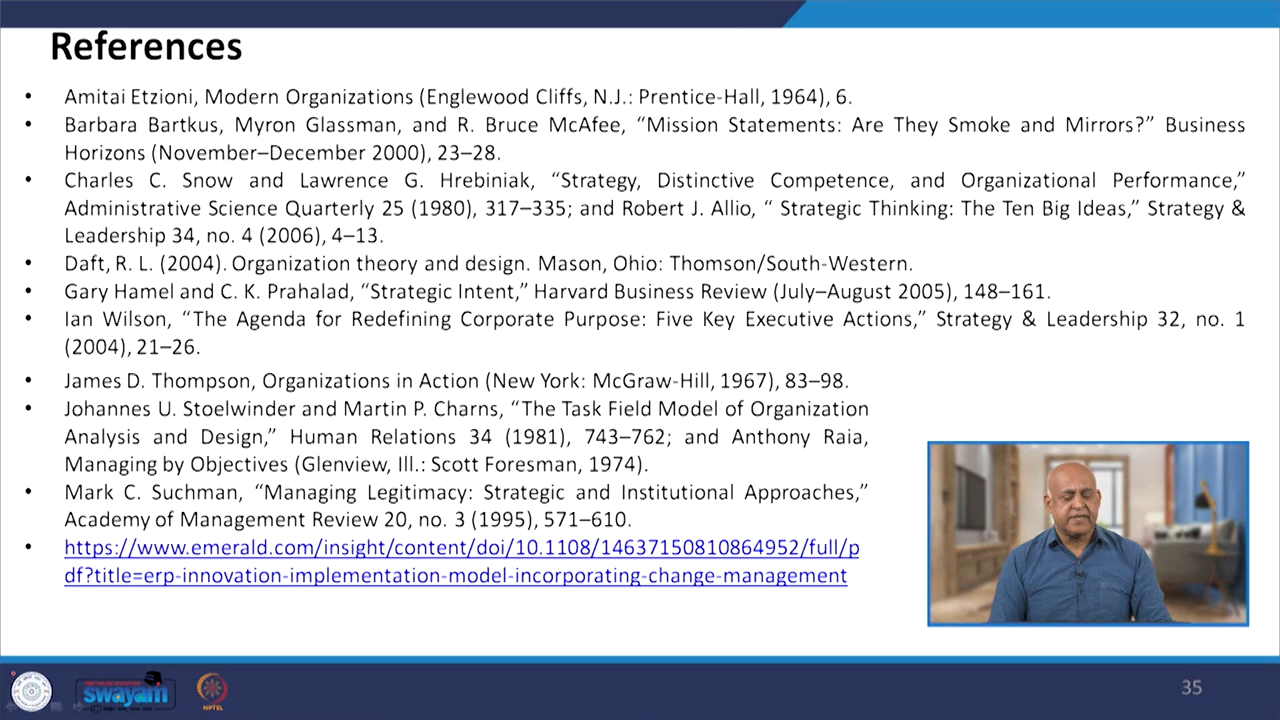 References
• Amitai Etzioni, Modern Organizations (Englewood Cliffs, N.J.: Prentice-Hall, 1964), 6.
• Barbara Bartkus, Myron Glassman, and R. Bruce McAfee, “Mission Statements: Are They Smoke and Mirrors?” Business
Horizons (November–December 2000), 23–28.
• Charles C. Snow and Lawrence G. Hrebiniak, “Strategy, Distinctive Competence, and Organizational Performance,”
Administrative Science Quarterly 25 (1980), 317–335; and Robert J. Allio, “ Strategic Thinking: The Ten Big Ideas,” Strategy &
Leadership 34, no. 4 (2006), 4–13.
• Daft, R. L. (2004). Organization theory and design. Mason, Ohio: Thomson/South-Western.
• Gary Hamel and C. K. Prahalad, “Strategic Intent,” Harvard Business Review (July–August 2005), 148–161.
• Ian Wilson, “The Agenda for Redefining Corporate Purpose: Five Key Executive Actions,” Strategy & Leadership 32, no. 1
(2004), 21–26.
• James D. Thompson, Organizations in Action (New York: McGraw-Hill, 1967), 83–98.
• Johannes U. Stoelwinder and Martin P. Charns, “The Task Field Model of Organization
Analysis and Design,” Human Relations 34 (1981), 743–762; and Anthony Raia,
Managing by Objectives (Glenview, Ill.: Scott Foresman, 1974).
• Mark C. Suchman, “Managing Legitimacy: Strategic and Institutional Approaches,”
Academy of Management Review 20, no. 3 (1995), 571–610.
• https://www.emerald.com/insight/content/doi/10.1108/14637150810864952/full/p
df?title=erp-innovation-implementation-model-incorporating-change-management
swayam
NPTEL
35